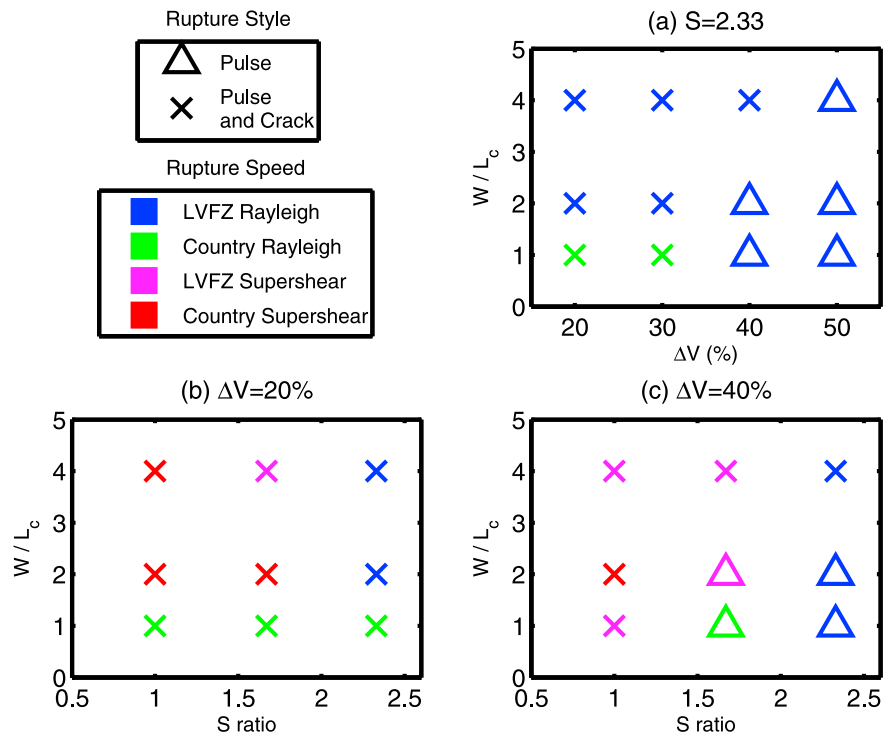 Rupture Style
Pulse
Pulse
and Crack
Rupture Speed
LVFZ Rayleigh
Country Rayleigh
LVFZ Supershear
Country Supershear
(a) S=2.33
W / Lc
5
4
3
2
1
0
20 30 40 50
ΔV (%)
(b) ΔV=20%
W / Lc
5
4
3
2
1
0
0.5 1 1.5 2 2.5
S ratio
(c) ΔV=40%
W / Lc
5
4
3
2
1
0
0.5 1 1.5 2 2.5
S ratio